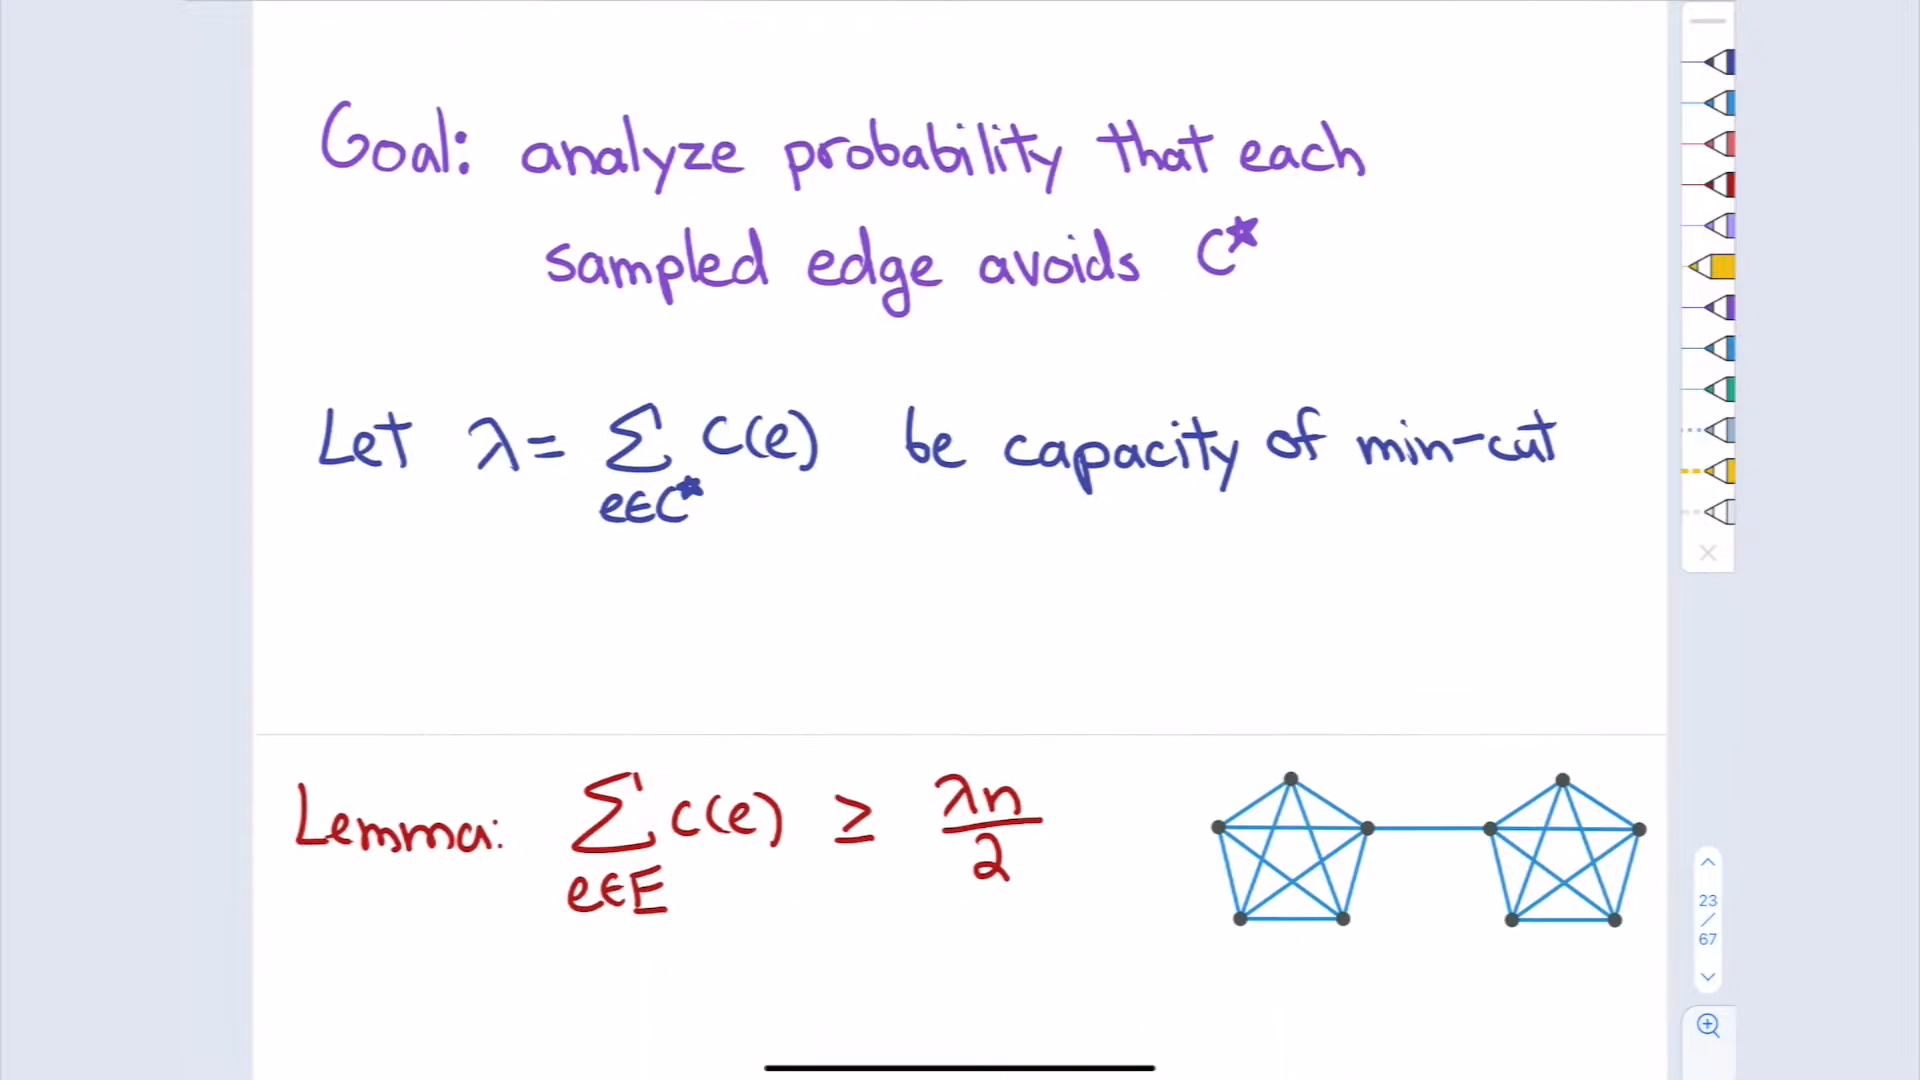 Goal: analyze probability that each
sampled edge avoids C*
Let λ = ∑ c(e) be capacity of min-cut
e∈C*
Lemma: ∑ c(e) ≥ λn
2
e∈E
23
/
67